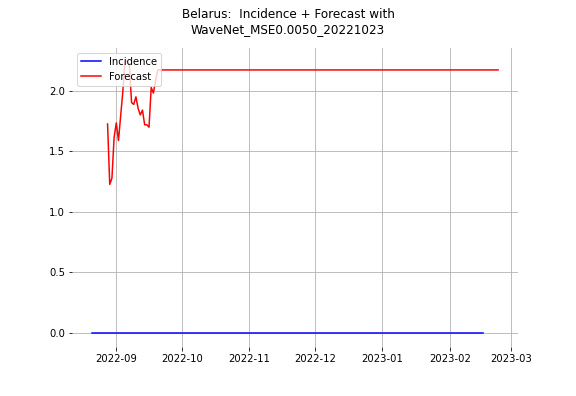 Belarus:  Incidence + Forecast with
WaveNet_MSE0.0050_20221023
Incidence
Forecast
2.0
1.5
1.0
0.5
0.0
2022-09 2022-10 2022-11 2022-12 2023-01 2023-02 2023-03